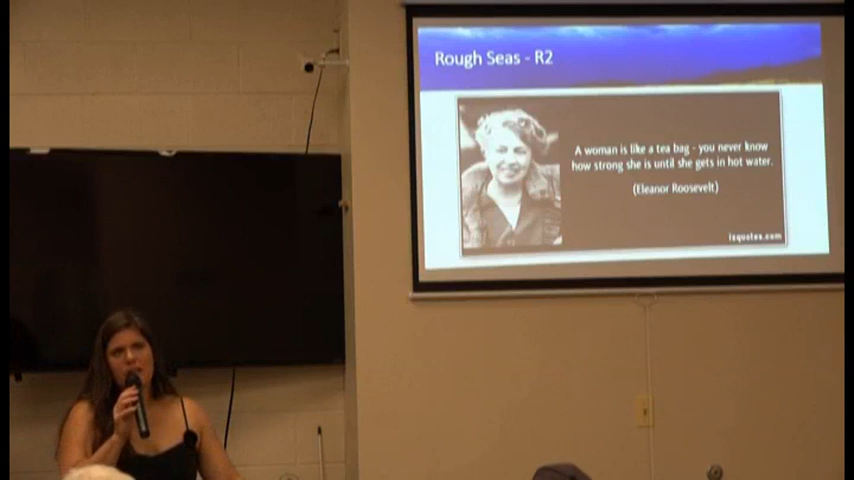 Rough Seas - R2
A woman is like a tea bag - you never know
how strong she is until she gets in hot water.
(Eleanor Roosevelt)
izquotes.com